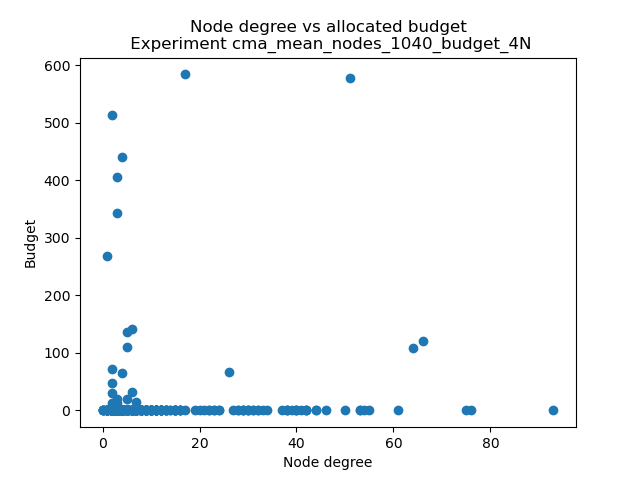 Node degree vs allocated budget
Experiment cma_mean_nodes_1040_budget_4N
600
500
400
300
200
100
0
Budget
0 20 40 60 80
Node degree